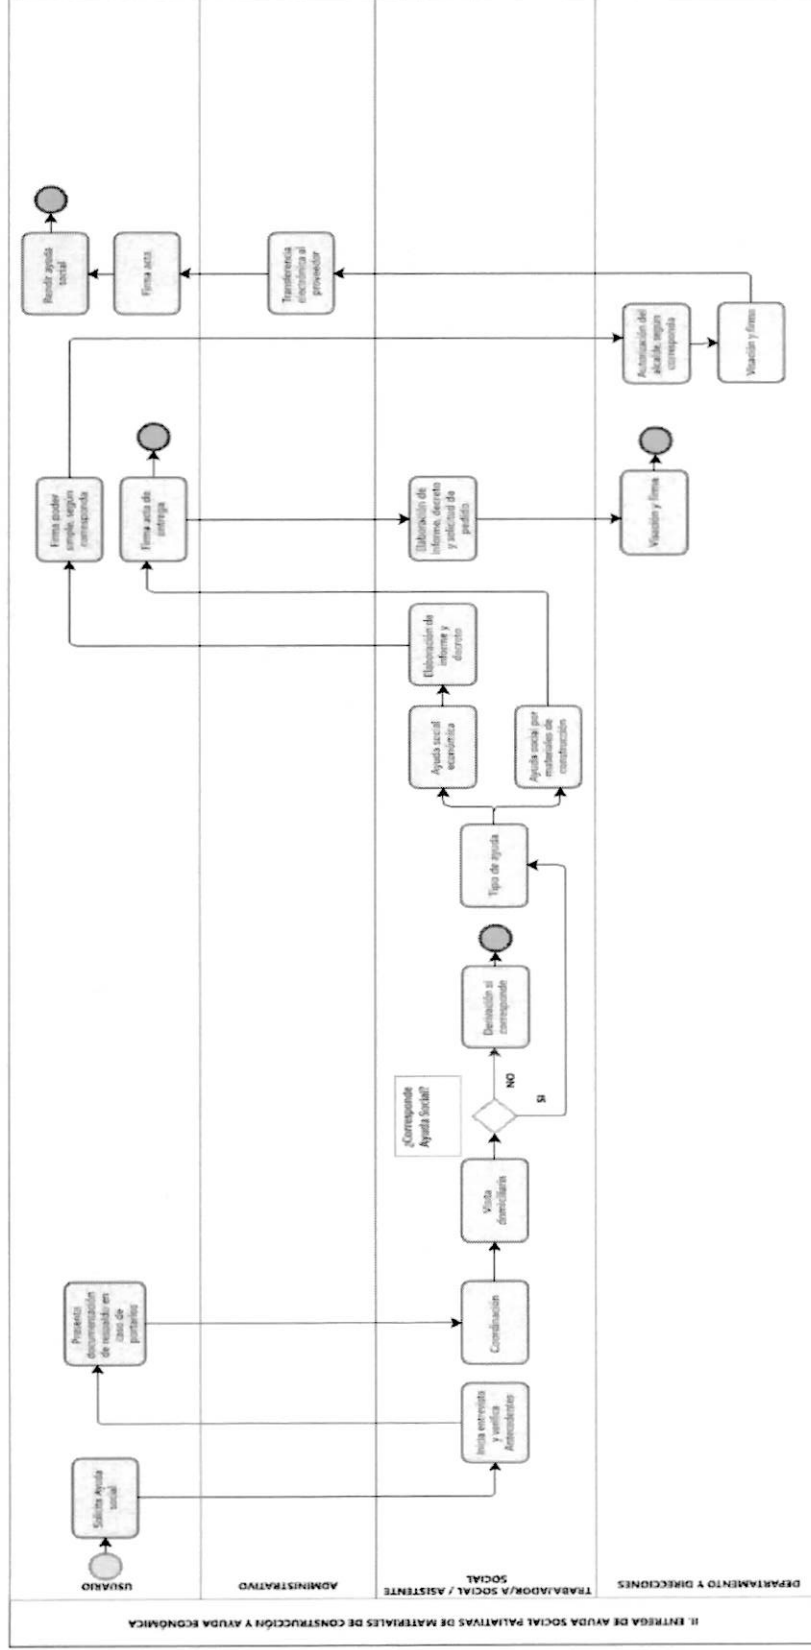 II. ENTREGA DE AYUDA SOCIAL PALIATIVAS DE MATERIALES DE CONSTRUCCIÓN Y AYUDA ECONÓMICA
USUARIO
ADMINISTRATIVO
TRABAJADOR/A SOCIAL / ASISTENTE
SOCIAL
DEPARTAMENTO Y DIRECCIONES
Solicita Ayuda
social
Inicia entrevista
y verifica
Antecedentes
Presenta
documentación
de respaldo en
caso de
portarlos
Coordinación
Visita
domiciliaria
¿Corresponde
Ayuda Social?
NO
SI
Derivación si
corresponde
Tipo de ayuda
Ayuda social
económica
Ayuda social por
materiales de
construcción
Elaboración de
informe y
decreto
Firma poder
simple, según
corresponda
Firma acta de
entrega
Elaboración de
informe, decreto
y solicitud de
pedido
Visación y firma
Autorización del
alcalde, según
corresponda
Visación y firma
Transferencia
electrónica al
proveedor
Firma acta
Rendir ayuda
social